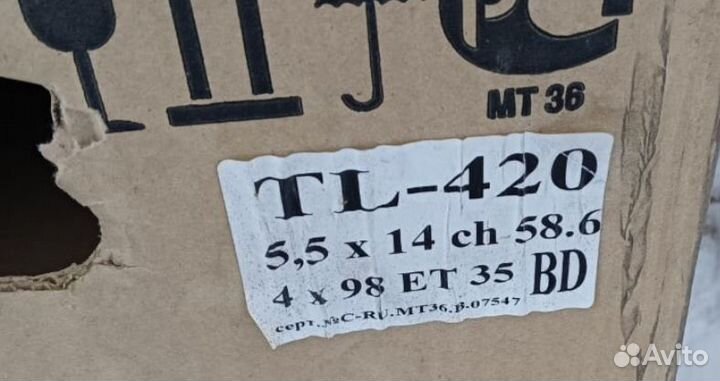 МТ 36
TL-420
5,5 x 14 ch 58.6
4 x 98 ET 35 BD
серт.№C-RU.MT36.B.07547
Avito